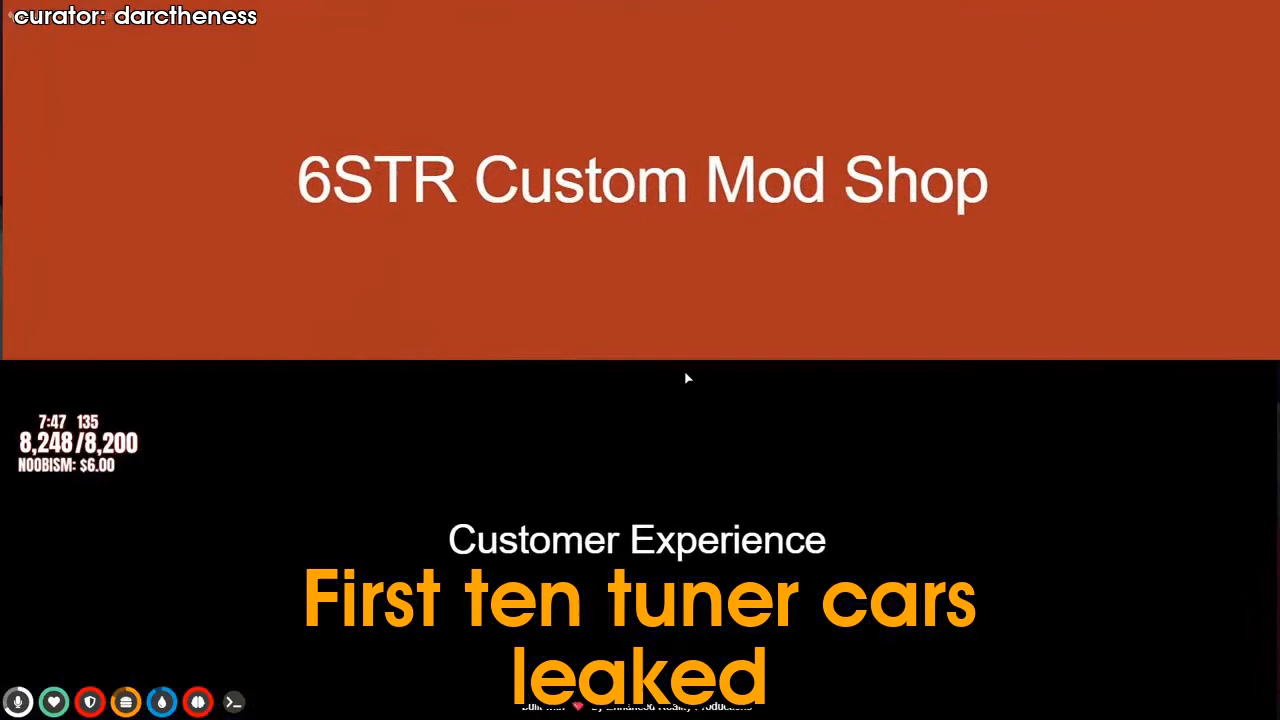 curator: darctheness
6STR Custom Mod Shop
7:47 135
8,248/8,200
NOOBISM: $6.00
Customer Experience
First ten tuner cars
leaked